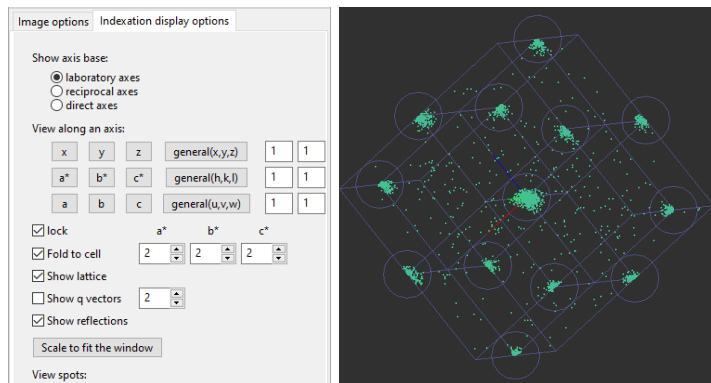 Image options Indexation display options
Show axis base:
laboratory axes
reciprocal axes
direct axes
View along an axis:
x y z general(x,y,z) 1 1
a* b* c* general(h,k,l) 1 1
a b c general(u,v,w) 1 1
lock a* b* c*
Fold to cell 2 2 2
Show lattice
Show q vectors 2
Show reflections
Scale to fit the window
View spots: